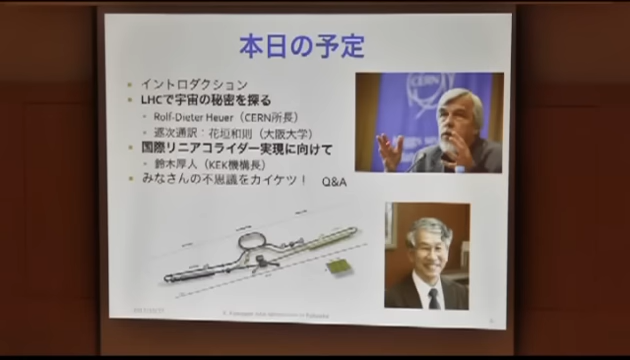 本日の予定
イントロダクション
LHCで宇宙の秘密を探る
Rolf-Dieter Heuer（CERN所長）
逐次通訳：花垣和則（大阪大学）
国際リニアコライダー実現に向けて
鈴木厚人（KEK機構長）
みなさんの不思議をカイケツ！ Q&A
CERN